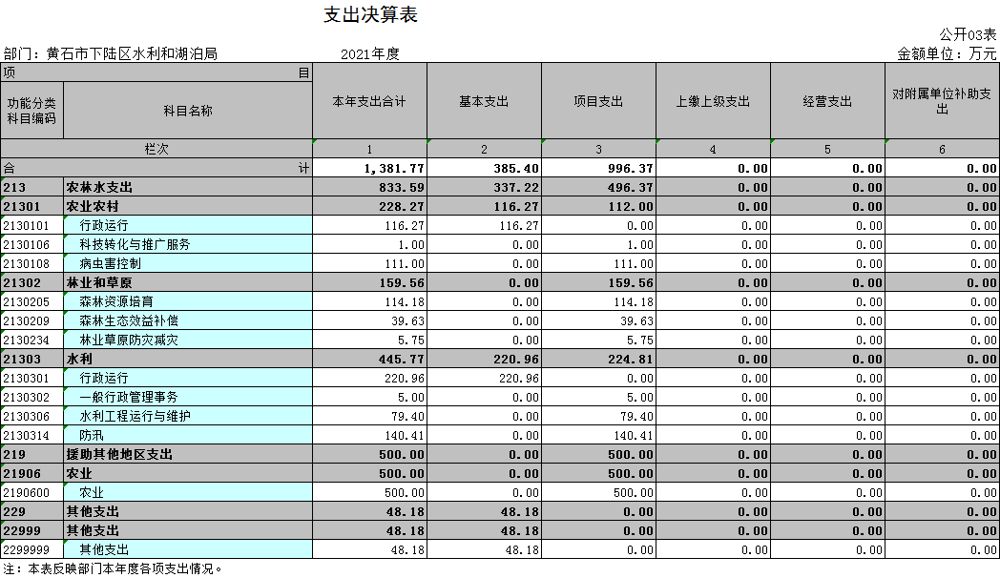 支出决算表
公开03表
部门：黄石市下陆区水利和湖泊局 2021年度 金额单位：万元
项 目 本年支出合计 基本支出 项目支出 上缴上级支出 经营支出 对附属单位补助支出
功能分类科目编码 科目名称
栏次 1 2 3 4 5 6
合 计 1,381.77 385.40 996.37 0.00 0.00 0.00
213 农林水支出 833.59 337.22 496.37 0.00 0.00 0.00
21301 农业农村 228.27 116.27 112.00 0.00 0.00 0.00
2130101 行政运行 116.27 116.27 0.00 0.00 0.00 0.00
2130106 科技转化与推广服务 1.00 0.00 1.00 0.00 0.00 0.00
2130108 病虫害控制 111.00 0.00 111.00 0.00 0.00 0.00
21302 林业和草原 159.56 0.00 159.56 0.00 0.00 0.00
2130205 森林资源培育 114.18 0.00 114.18 0.00 0.00 0.00
2130209 森林生态效益补偿 39.63 0.00 39.63 0.00 0.00 0.00
2130234 林业草原防灾减灾 5.75 0.00 5.75 0.00 0.00 0.00
21303 水利 445.77 220.96 224.81 0.00 0.00 0.00
2130301 行政运行 220.96 220.96 0.00 0.00 0.00 0.00
2130302 一般行政管理事务 5.00 0.00 5.00 0.00 0.00 0.00
2130306 水利工程运行与维护 79.40 0.00 79.40 0.00 0.00 0.00
2130314 防汛 140.41 0.00 140.41 0.00 0.00 0.00
219 援助其他地区支出 500.00 0.00 500.00 0.00 0.00 0.00
21906 农业 500.00 0.00 500.00 0.00 0.00 0.00
2190600 农业 500.00 0.00 500.00 0.00 0.00 0.00
229 其他支出 48.18 48.18 0.00 0.00 0.00 0.00
22999 其他支出 48.18 48.18 0.00 0.00 0.00 0.00
2299999 其他支出 48.18 48.18 0.00 0.00 0.00 0.00
注：本表反映部门本年度各项支出情况。